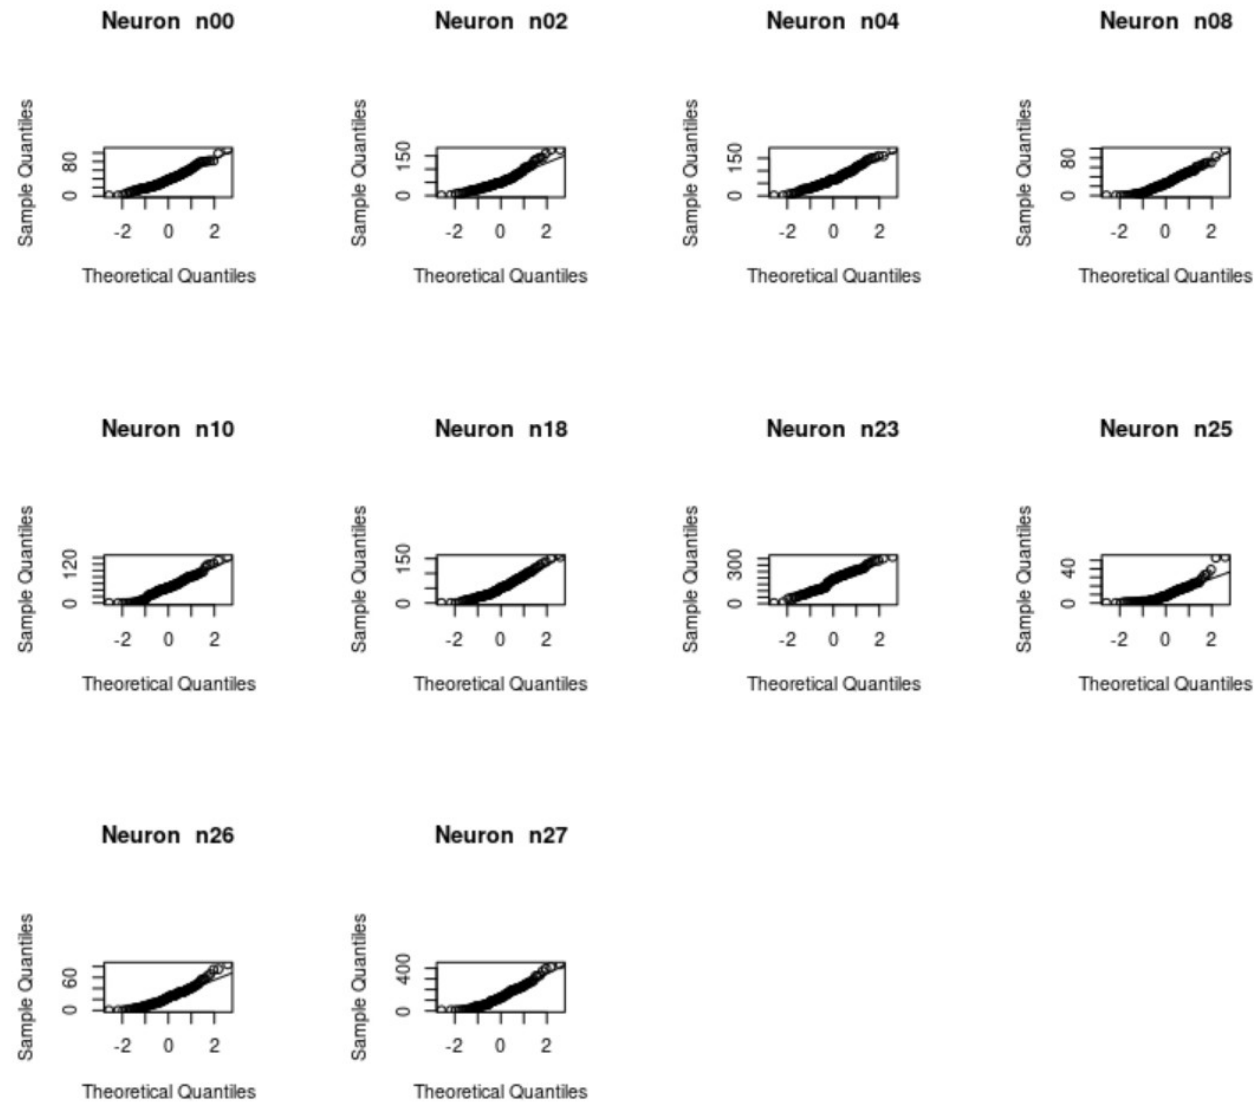 Neuron n00
Neuron n02
Neuron n04
Neuron n08
Sample Quantiles
0 80
-2 0 2
Theoretical Quantiles
Sample Quantiles
0 150
-2 0 2
Theoretical Quantiles
Sample Quantiles
0 150
-2 0 2
Theoretical Quantiles
Sample Quantiles
0 80
-2 0 2
Theoretical Quantiles
Neuron n10
Neuron n18
Neuron n23
Neuron n25
Sample Quantiles
0 120
-2 0 2
Theoretical Quantiles
Sample Quantiles
0 150
-2 0 2
Theoretical Quantiles
Sample Quantiles
0 300
-2 0 2
Theoretical Quantiles
Sample Quantiles
0 40
-2 0 2
Theoretical Quantiles
Neuron n26
Neuron n27
Sample Quantiles
0 60
-2 0 2
Theoretical Quantiles
Sample Quantiles
0 400
-2 0 2
Theoretical Quantiles